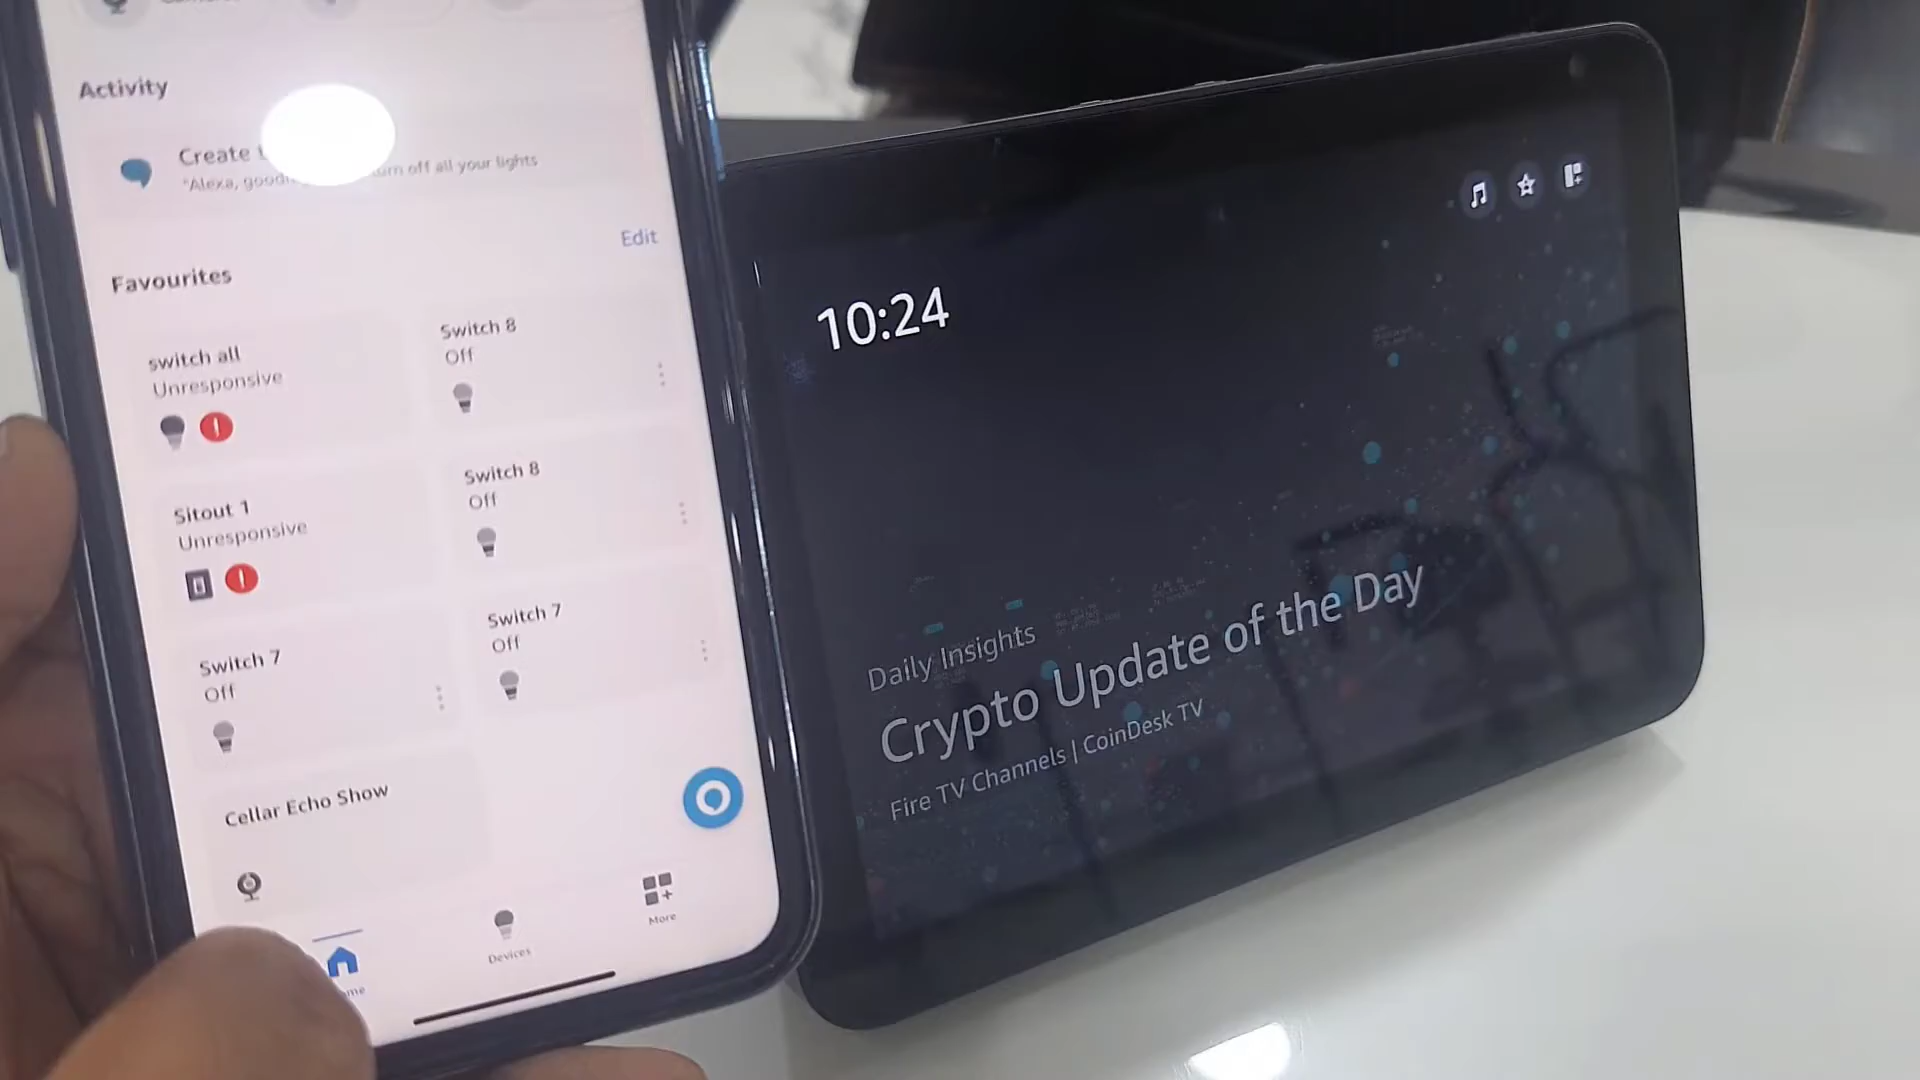 Activity
Create
"Alexa, turn off all your lights
Edit
Favourites
switch all
Unresponsive
Switch 8
Off
Sitout 1
Unresponsive
Switch 8
Off
Switch 7
Off
Switch 7
Off
Cellar Echo Show
Devices
More
10:24
Daily Insights
Crypto Update of the Day
Fire TV Channels | CoinDesk TV